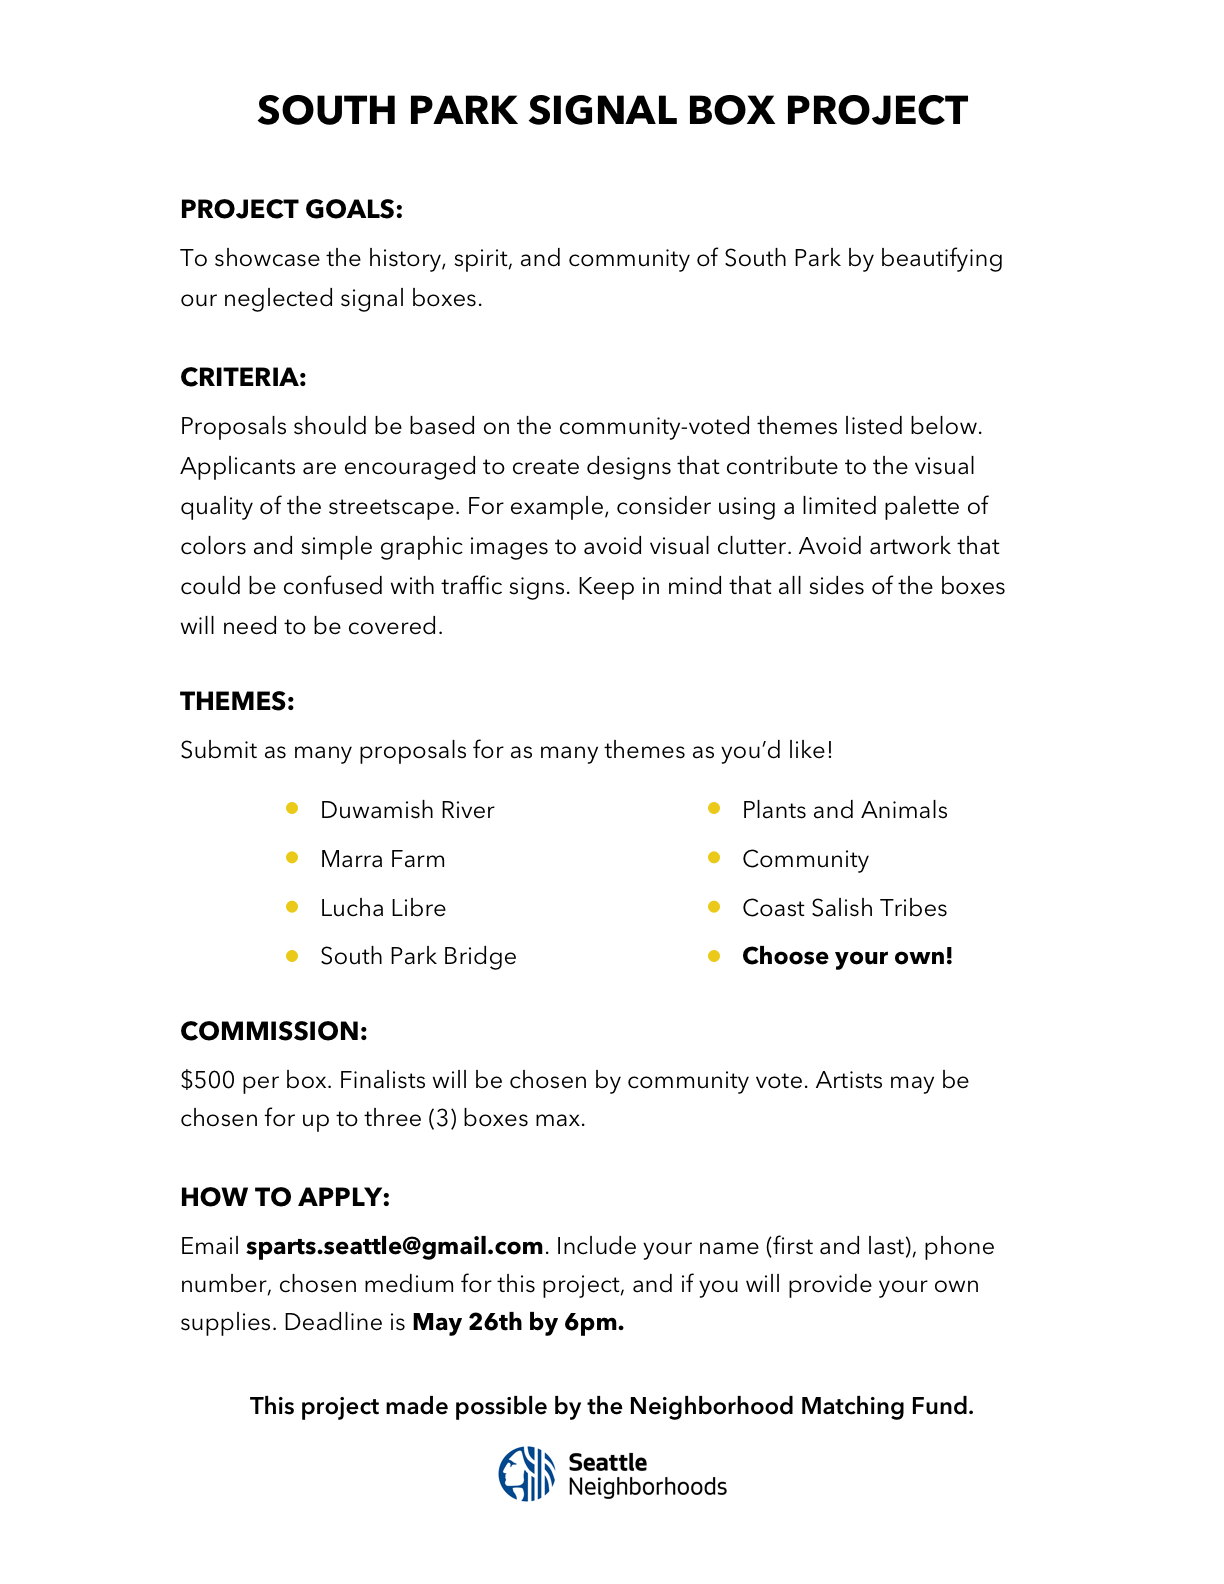 SOUTH PARK SIGNAL BOX PROJECT
PROJECT GOALS:
To showcase the history, spirit, and community of South Park by beautifying
our neglected signal boxes.
CRITERIA:
Proposals should be based on the community-voted themes listed below.
Applicants are encouraged to create designs that contribute to the visual
quality of the streetscape. For example, consider using a limited palette of
colors and simple graphic images to avoid visual clutter. Avoid artwork that
could be confused with traffic signs. Keep in mind that all sides of the boxes
will need to be covered.
THEMES:
Submit as many proposals for as many themes as you’d like!
Duwamish River
Marra Farm
Lucha Libre
South Park Bridge
Plants and Animals
Community
Coast Salish Tribes
Choose your own!
COMMISSION:
$500 per box. Finalists will be chosen by community vote. Artists may be
chosen for up to three (3) boxes max.
HOW TO APPLY:
Email sparts.seattle@gmail.com. Include your name (first and last), phone
number, chosen medium for this project, and if you will provide your own
supplies. Deadline is May 26th by 6pm.
This project made possible by the Neighborhood Matching Fund.
Seattle
Neighborhoods